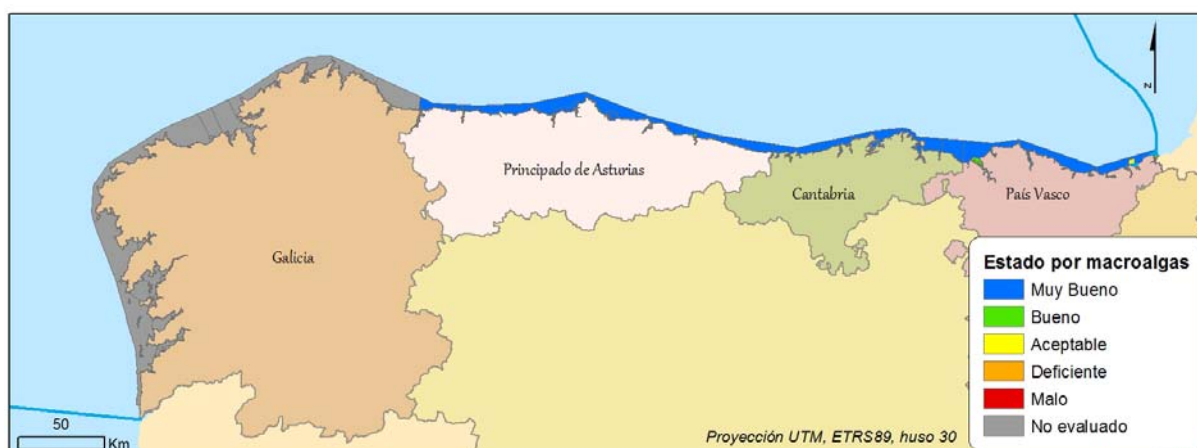 N
Principado de Asturias
Cantabria
País Vasco
Galicia
Estado por macroalgas
Muy Bueno
Bueno
Aceptable
Deficiente
Malo
No evaluado
50
Km
Proyección UTM, ETRS89, huso 30